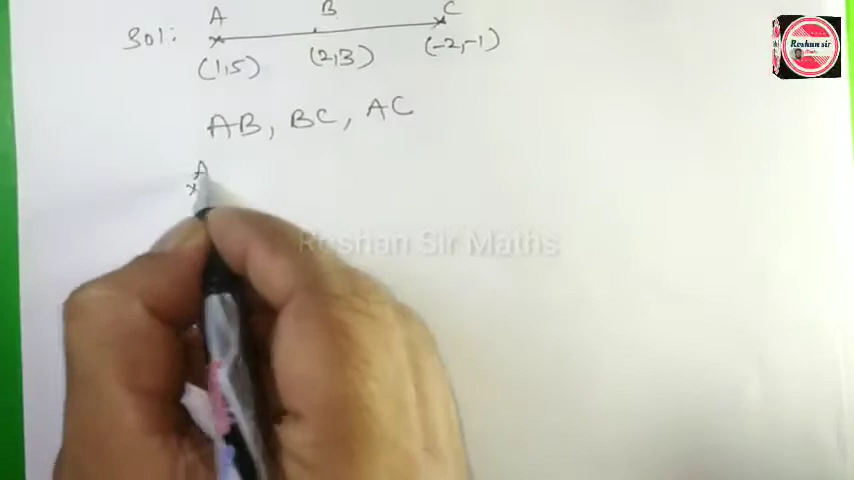 A B C
Sol:
(1,5) (2,3) (-2,-1)
AB, BC, AC
A
x
Roshan Sir Maths
Roshan sir